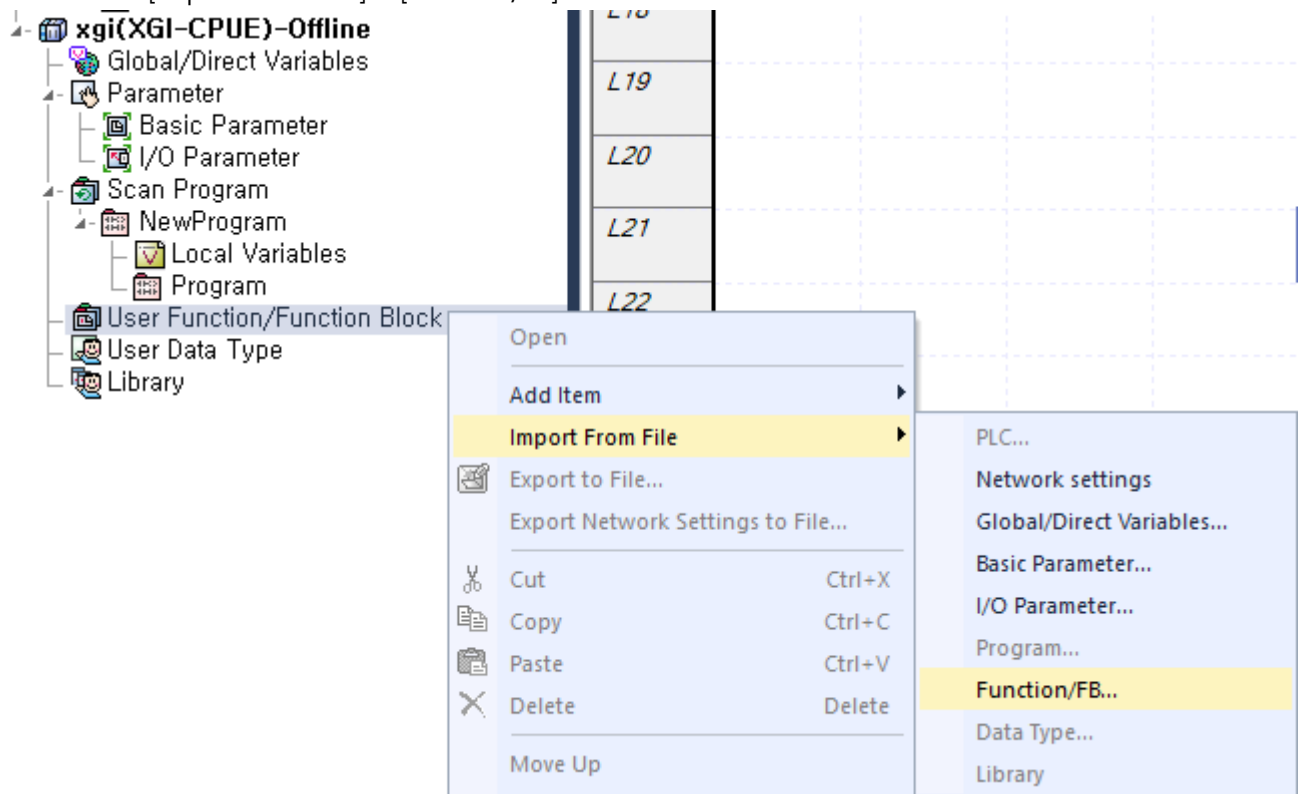 xgi(XGI-CPUE)-Offline
Global/Direct Variables
Parameter
Basic Parameter
I/O Parameter
Scan Program
NewProgram
Local Variables
Program
User Function/Function Block
User Data Type
Library
L19
L20
L21
L22
Open
Add Item
Import From File
Export to File...
Export Network Settings to File...
Cut Ctrl+X
Copy Ctrl+C
Paste Ctrl+V
Delete Delete
Move Up
PLC...
Network settings
Global/Direct Variables...
Basic Parameter...
I/O Parameter...
Program...
Function/FB...
Data Type...
Library